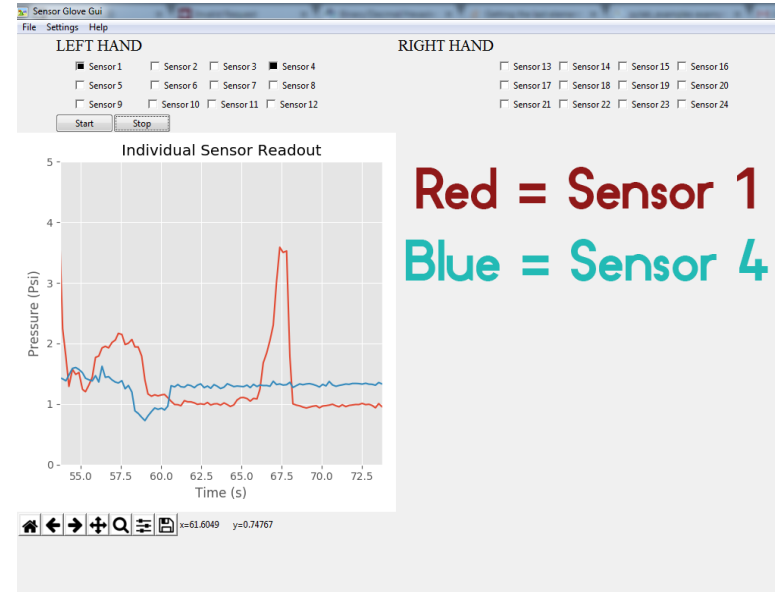 Sensor Glove Gui
File Settings Help
LEFT HAND
Sensor 1 Sensor 2 Sensor 3 Sensor 4
Sensor 5 Sensor 6 Sensor 7 Sensor 8
Sensor 9 Sensor 10 Sensor 11 Sensor 12
Start Stop
RIGHT HAND
Sensor 13 Sensor 14 Sensor 15 Sensor 16
Sensor 17 Sensor 18 Sensor 19 Sensor 20
Sensor 21 Sensor 22 Sensor 23 Sensor 24
Individual Sensor Readout
Pressure (Psi)
5
4
3
2
1
0
55.0 57.5 60.0 62.5 65.0 67.5 70.0 72.5
Time (s)
Red = Sensor 1
Blue = Sensor 4
x=61.6049 y=0.74767